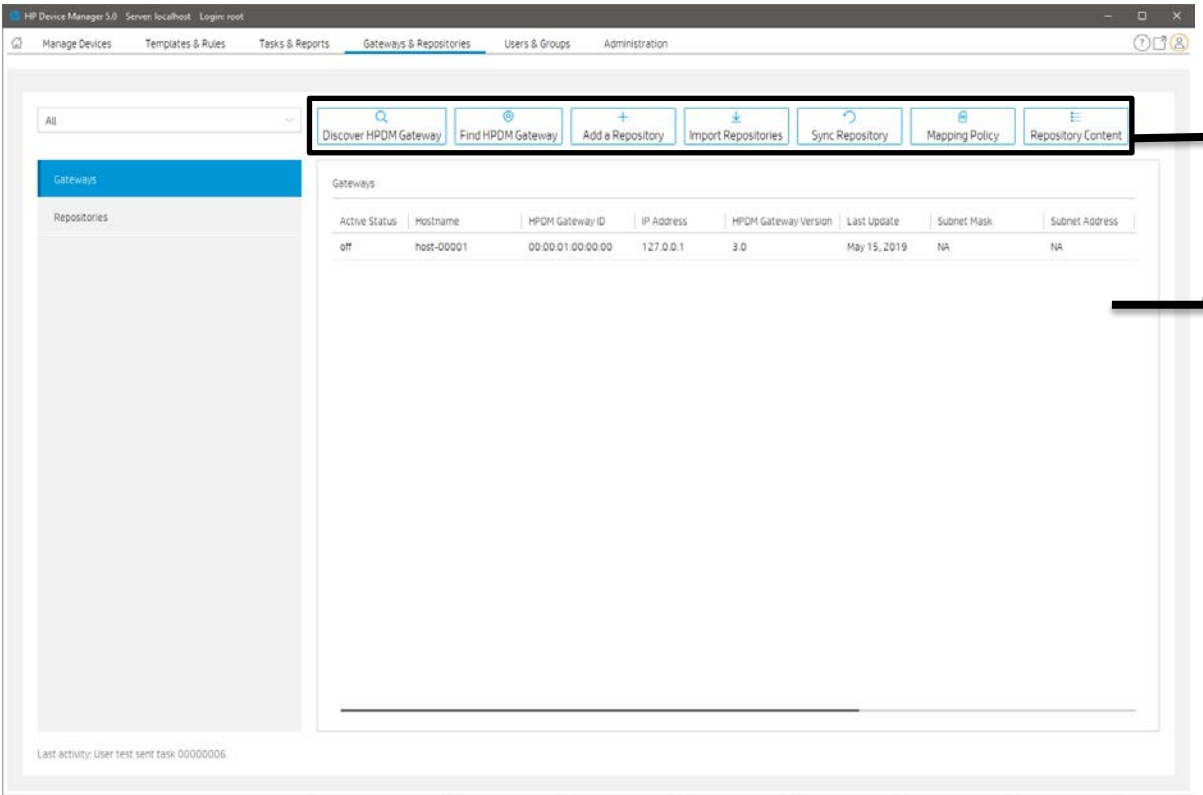 HP Device Manager 5.0 Server: localhost Login: root
Manage Devices Templates & Rules Tasks & Reports Gateways & Repositories Users & Groups Administration
All
Discover HPDM Gateway Find HPDM Gateway Add a Repository Import Repositories Sync Repository Mapping Policy Repository Content
Gateways
Repositories
Gateways
Active Status Hostname HPDM Gateway ID IP Address HPDM Gateway Version Last Update Subnet Mask Subnet Address
off host-00001 00:00:01:00:00:00 127.0.0.1 3.0 May 15, 2019 NA NA
Last activity: User test sent task 00000006.